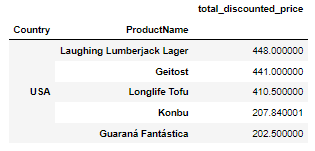 total_discounted_price
Country ProductName
Laughing Lumberjack Lager 448.000000
Geitost 441.000000
USA Longlife Tofu 410.500000
Konbu 207.840001
Guaraná Fantástica 202.500000